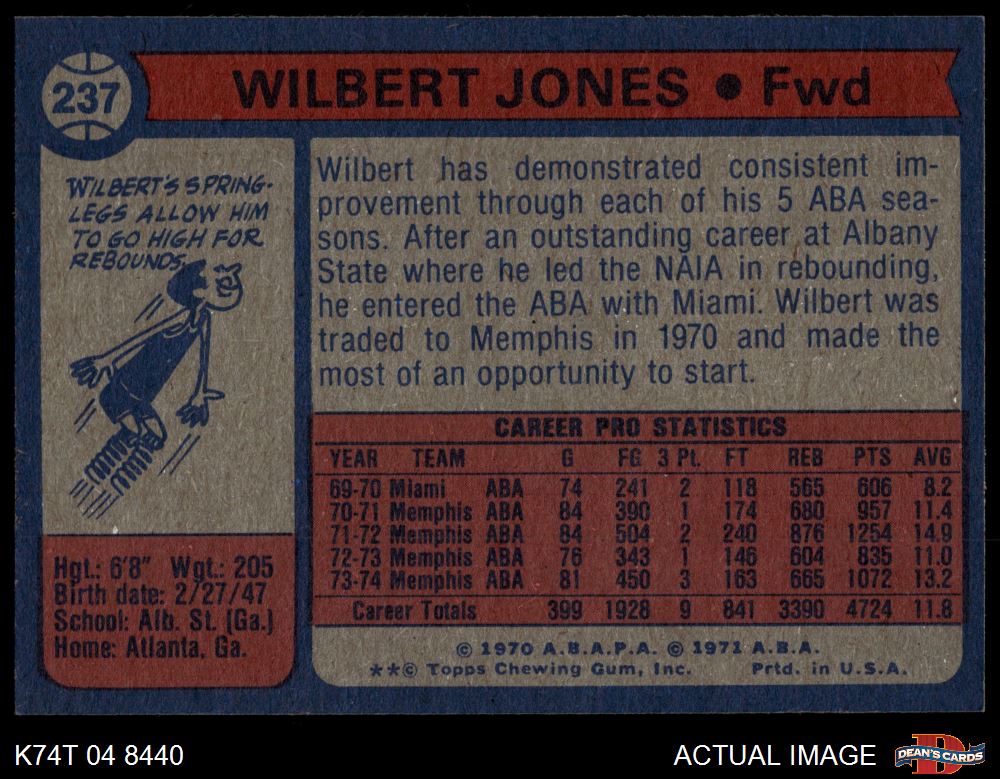 237
WILBERT JONES • Fwd
WILBERT'S SPRING-
LEGS ALLOW HIM
TO GO HIGH FOR
REBOUNDS.
Wilbert has demonstrated consistent im-
provement through each of his 5 ABA sea-
sons. After an outstanding career at Albany
State where he led the NAIA in rebounding,
he entered the ABA with Miami. Wilbert was
traded to Memphis in 1970 and made the
most of an opportunity to start.
Hgt.: 6'8" Wgt.: 205
Birth date: 2/27/47
School: Alb. St. (Ga.)
Home: Atlanta, Ga.
CAREER PRO STATISTICS
YEAR TEAM G FG 3 Pt. FT REB PTS AVG
69-70 Miami ABA 74 241 2 118 565 606 8.2
70-71 Memphis ABA 84 390 1 174 680 957 11.4
71-72 Memphis ABA 84 504 2 240 876 1254 14.9
72-73 Memphis ABA 76 343 1 146 604 835 11.0
73-74 Memphis ABA 81 450 3 163 665 1072 13.2
Career Totals 399 1928 9 841 3390 4724 11.8
© 1970 A.B.A.P.A. © 1971 A.B.A.
**© Topps Chewing Gum, Inc. Prtd. in U.S.A.
K74T 04 8440
ACTUAL IMAGE
DEAN'S CARDS